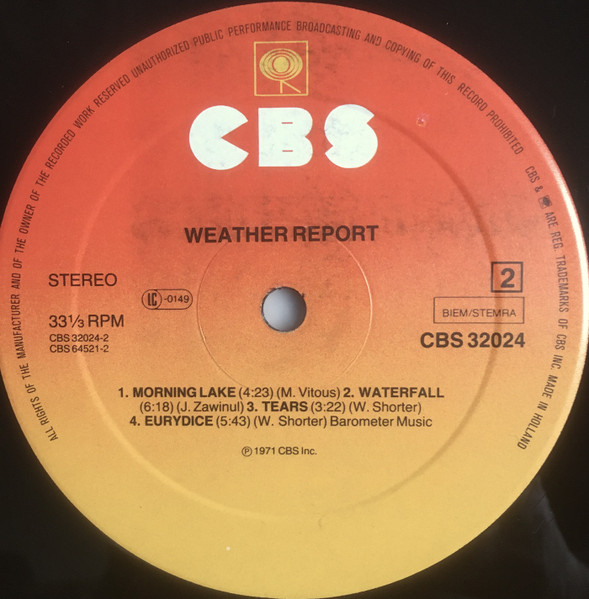 ALL RIGHTS OF THE MANUFACTURER AND OF THE OWNER OF THE RECORDED WORK RESERVED UNAUTHORIZED PUBLIC PERFORMANCE BROADCASTING AND COPYING OF THIS RECORD PROHIBITED CBS & ARE REG. TRADEMARKS OF CBS INC. MADE IN HOLLAND
CBS
WEATHER REPORT
STEREO
2
IC -0149
BIEM/STEMRA
33⅓ RPM
CBS 32024
CBS 32024-2
CBS 64521-2
1. MORNING LAKE (4:23) (M. Vitous) 2. WATERFALL
(6:18) (J. Zawinul) 3. TEARS (3:22) (W. Shorter)
4. EURYDICE (5:43) (W. Shorter) Barometer Music
Ⓟ 1971 CBS Inc.